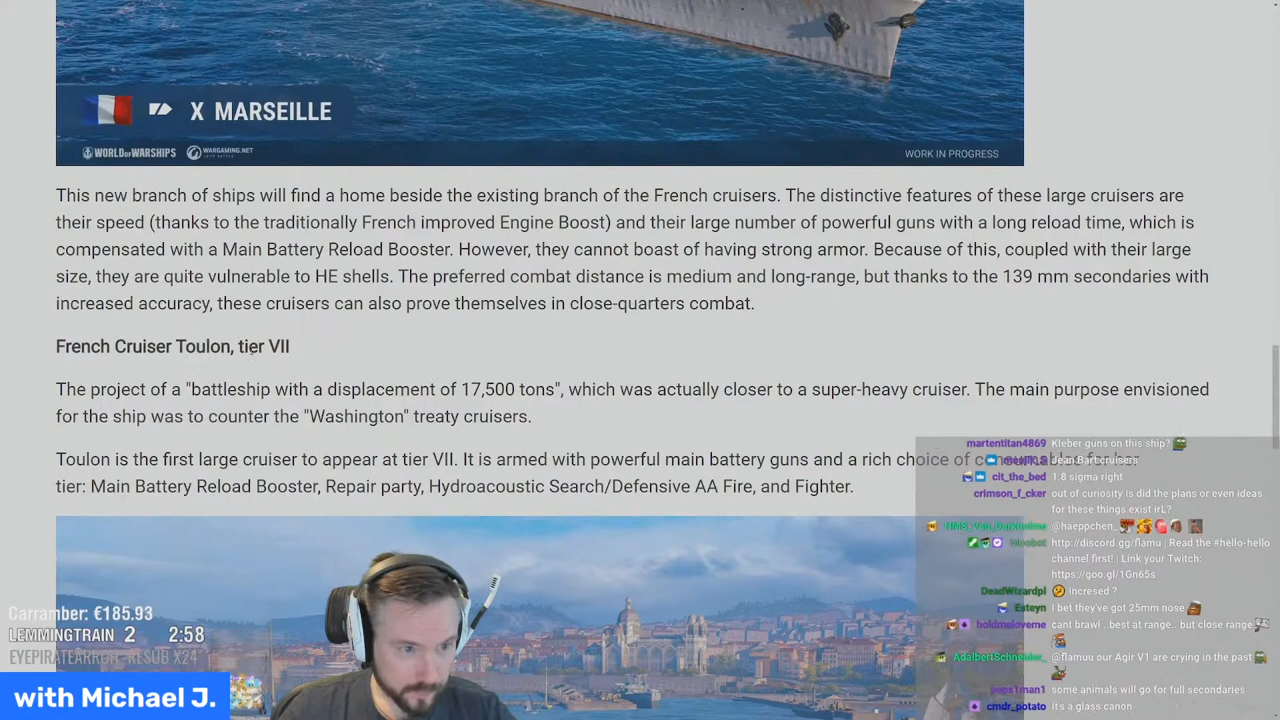 X MARSEILLE
WORLD OF WARSHIPS
WARGAMING.NET
LET'S BATTLE
WORK IN PROGRESS
This new branch of ships will find a home beside the existing branch of the French cruisers. The distinctive features of these large cruisers are
their speed (thanks to the traditionally French improved Engine Boost) and their large number of powerful guns with a long reload time, which is
compensated with a Main Battery Reload Booster. However, they cannot boast of having strong armor. Because of this, coupled with their large
size, they are quite vulnerable to HE shells. The preferred combat distance is medium and long-range, but thanks to the 139 mm secondaries with
increased accuracy, these cruisers can also prove themselves in close-quarters combat.
French Cruiser Toulon, tier VII
The project of a "battleship with a displacement of 17,500 tons", which was actually closer to a super-heavy cruiser. The main purpose envisioned
for the ship was to counter the "Washington" treaty cruisers.
Toulon is the first large cruiser to appear at tier VII. It is armed with powerful main battery guns and a rich choice of
tier: Main Battery Reload Booster, Repair party, Hydroacoustic Search/Defensive AA Fire, and Fighter.
martentitan4869 Kleber guns on this ship?
Jean Bart cruisers
cit_the_bed 1:8 sigma right
crimson_f_cker out of curiosity is did the plans or even ideas
for these things exist irL?
HMS_Van_Darkholme @haeppchen_
http://discord.gg/flamu | Read the #hello-hello
channel first! | Link your Twitch:
https://goo.gl/1Gn65s
DeadWizardpi incresed ?
Esteyn I bet they've got 25mm nose
holdmeloveme cant brawl ..best at range.. but close range
AdalbertSchneider_ @flamuu our Agir V1 are crying in the past
pops1man1 some animals will go for full secondaries
cmdr_potato It's a glass canon
Carramber: €185.93
LEMMINGTRAIN 2 2:58
RESUB X24
with Michael J.